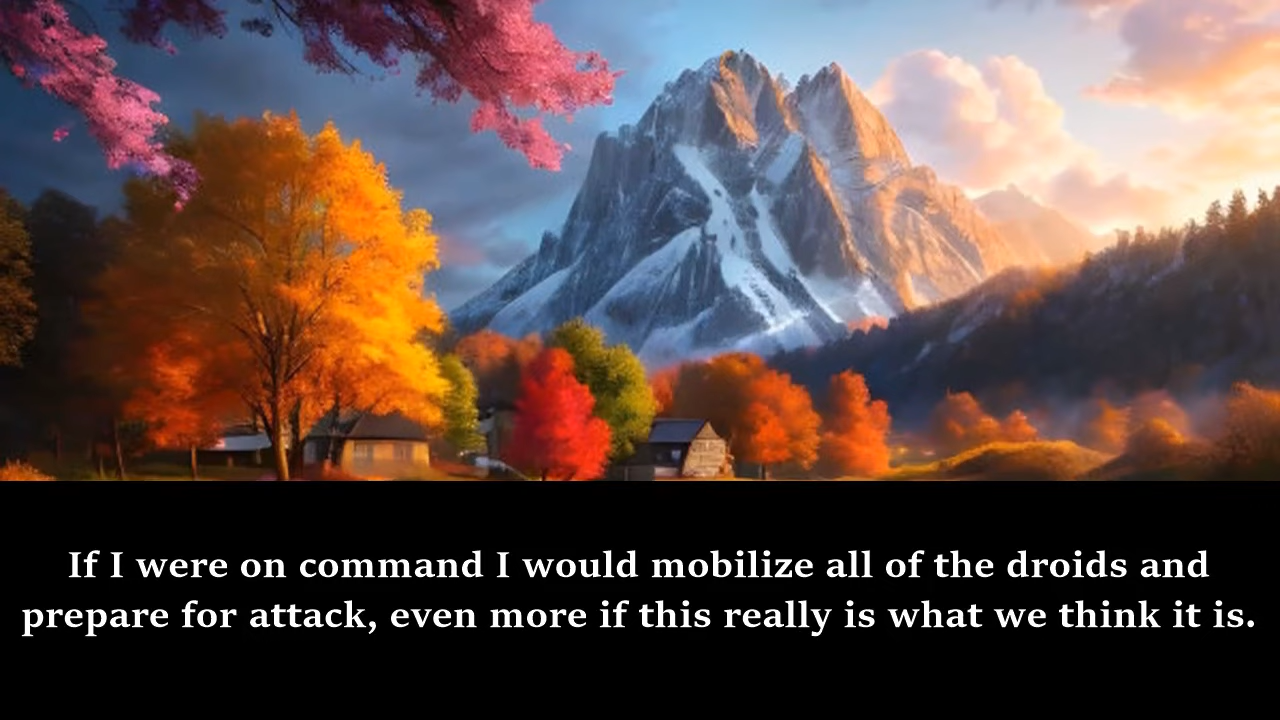 If I were on command I would mobilize all of the droids and
prepare for attack, even more if this really is what we think it is.